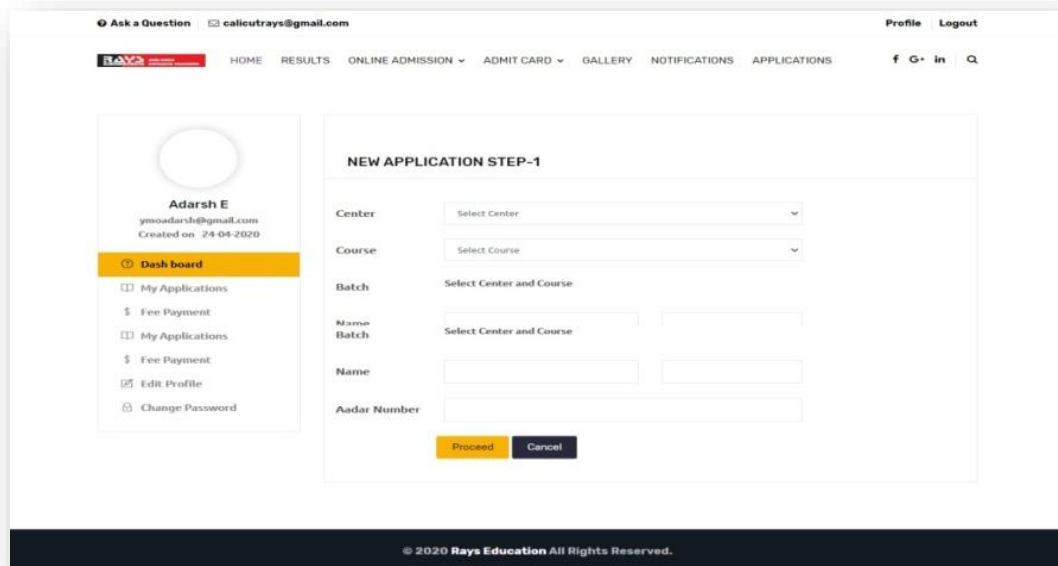 Ask a Question calicutrays@gmail.com Profile Logout
RAYS HOME RESULTS ONLINE ADMISSION ADMIT CARD GALLERY NOTIFICATIONS APPLICATIONS f G+ in
NEW APPLICATION STEP-1
Adarsh E
ymoadarsh@gmail.com
Created on 24-04-2020
Dash board
My Applications
Fee Payment
My Applications
Fee Payment
Edit Profile
Change Password
Center Select Center
Course Select Course
Batch Select Center and Course
Name
Batch Select Center and Course
Name
Aadar Number
Proceed Cancel
© 2020 Rays Education All Rights Reserved.